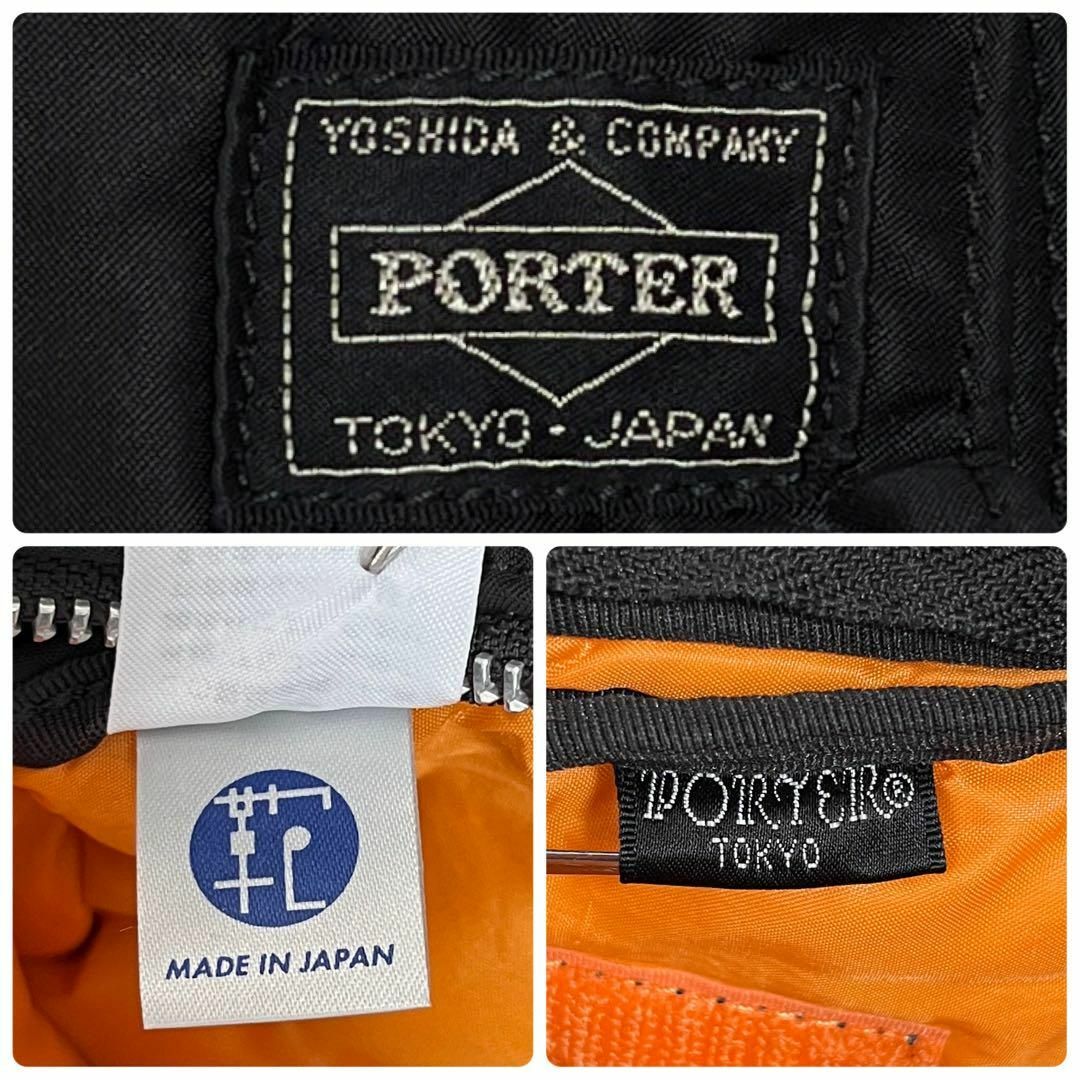 YOSHIDA & COMPANY
PORTER
TOKYO · JAPAN
MADE IN JAPAN
PORTER®
TOKYO